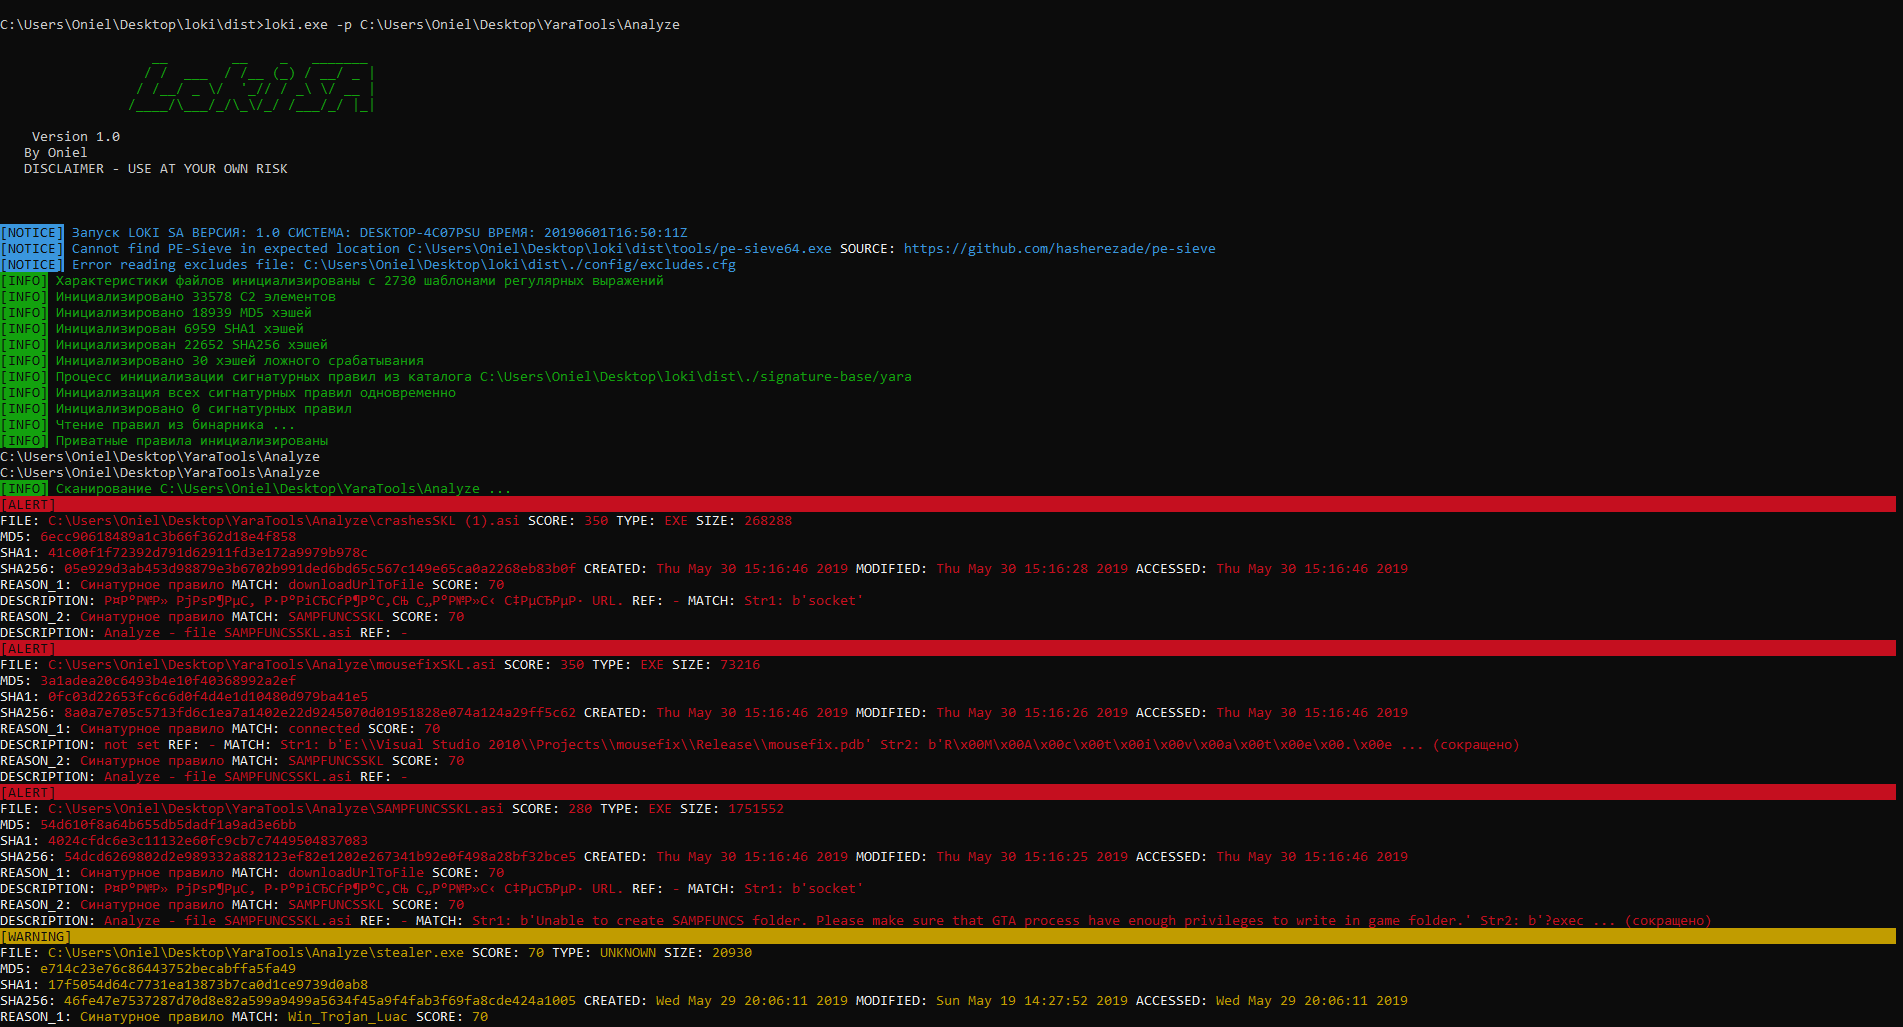 C:\Users\Oniel\Desktop\loki\dist>loki.exe -p C:\Users\Oniel\Desktop\YaraTools\Analyze
LokiSA
Version 1.0
By Oniel
DISCLAIMER - USE AT YOUR OWN RISK
[NOTICE] Запуск LOKI SA ВЕРСИЯ: 1.0 СИСТЕМА: DESKTOP-4C07PSU ВРЕМЯ: 20190601T16:50:11Z
[NOTICE] Cannot find PE-Sieve in expected location C:\Users\Oniel\Desktop\loki\dist\tools/pe-sieve64.exe SOURCE: https://github.com/hasherezade/pe-sieve
[NOTICE] Error reading excludes file: C:\Users\Oniel\Desktop\loki\dist\./config/excludes.cfg
[INFO] Характеристики файлов инициализированы с 2730 шаблонами регулярных выражений
[INFO] Инициализировано 33578 C2 элементов
[INFO] Инициализировано 18939 MD5 хэшей
[INFO] Инициализирован 6959 SHA1 хэшей
[INFO] Инициализирован 22652 SHA256 хэшей
[INFO] Инициализировано 30 хэшей ложного срабатывания
[INFO] Процесс инициализации сигнатурных правил из каталога C:\Users\Oniel\Desktop\loki\dist\./signature-base/yara
[INFO] Инициализация всех сигнатурных правил одновременно
[INFO] Инициализировано 0 сигнатурных правил
[INFO] Чтение правил из бинарника ...
[INFO] Приватные правила инициализированы
C:\Users\Oniel\Desktop\YaraTools\Analyze
C:\Users\Oniel\Desktop\YaraTools\Analyze
[INFO] Сканирование C:\Users\Oniel\Desktop\YaraTools\Analyze ...
[ALERT]
FILE: C:\Users\Oniel\Desktop\YaraTools\Analyze\crashesSKL (1).asi SCORE: 350 TYPE: EXE SIZE: 268288
MD5: 6ecc90618489a1c3b66f362d18e4f858
SHA1: 41c00f1f72392d791d62911fd3e172a9979b978c
SHA256: 05e929d3ab453d98879e3b6702b991ded6bd65c567c149e65ca0a2268eb83b0f CREATED: Thu May 30 15:16:46 2019 MODIFIED: Thu May 30 15:16:28 2019 ACCESSED: Thu May 30 15:16:46 2019
REASON_1: Синатурное правило MATCH: downloadUrlToFile SCORE: 70
DESCRIPTION: Р¤Р°Р№Р» РјРѕР¶РµС‚ Р·Р°РіСЂСѓР¶Р°С‚СЊ С„Р°Р№Р»С‹ С‡РµСЂРµР· URL. REF: - MATCH: Str1: b'socket'
REASON_2: Синатурное правило MATCH: SAMPFUNCSSKL SCORE: 70
DESCRIPTION: Analyze - file SAMPFUNCSSKL.asi REF: -
[ALERT]
FILE: C:\Users\Oniel\Desktop\YaraTools\Analyze\mousefixSKL.asi SCORE: 350 TYPE: EXE SIZE: 73216
MD5: 3a1adea20c6493b4e10f40368992a2ef
SHA1: 0fc03d22653fc6c6d0f4d4e1d10480d979ba41e5
SHA256: 8a0a7e705c5713fd6c1ea7a1402e22d9245070d01951828e074a124a29ff5c62 CREATED: Thu May 30 15:16:46 2019 MODIFIED: Thu May 30 15:16:26 2019 ACCESSED: Thu May 30 15:16:46 2019
REASON_1: Синатурное правило MATCH: connected SCORE: 70
DESCRIPTION: not set REF: - MATCH: Str1: b'E:\\Visual Studio 2010\\Projects\\mousefix\\Release\\mousefix.pdb' Str2: b'R\x00M\x00A\x00c\x00t\x00i\x00v\x00a\x00t\x00e\x00.\x00e ... (сокращено)
REASON_2: Синатурное правило MATCH: SAMPFUNCSSKL SCORE: 70
DESCRIPTION: Analyze - file SAMPFUNCSSKL.asi REF: -
[ALERT]
FILE: C:\Users\Oniel\Desktop\YaraTools\Analyze\SAMPFUNCSSKL.asi SCORE: 280 TYPE: EXE SIZE: 1751552
MD5: 54d610f8a64b655db5dadf1a9ad3e6bb
SHA1: 4024cfdc6e3c11132e60fc9cb7c7449504837083
SHA256: 54dcd6269802d2e989332a882123ef82e1202e267341b92e0f498a28bf32bce5 CREATED: Thu May 30 15:16:46 2019 MODIFIED: Thu May 30 15:16:25 2019 ACCESSED: Thu May 30 15:16:46 2019
REASON_1: Синатурное правило MATCH: downloadUrlToFile SCORE: 70
DESCRIPTION: Р¤Р°Р№Р» РјРѕР¶РµС‚ Р·Р°РіСЂСѓР¶Р°С‚СЊ С„Р°Р№Р»С‹ С‡РµСЂРµР· URL. REF: - MATCH: Str1: b'socket'
REASON_2: Синатурное правило MATCH: SAMPFUNCSSKL SCORE: 70
DESCRIPTION: Analyze - file SAMPFUNCSSKL.asi REF: - MATCH: Str1: b'Unable to create SAMPFUNCS folder. Please make sure that GTA process have enough privileges to write in game folder.' Str2: b'?exec ... (сокращено)
[WARNING]
FILE: C:\Users\Oniel\Desktop\YaraTools\Analyze\stealer.exe SCORE: 70 TYPE: UNKNOWN SIZE: 20930
MD5: e714c23e76c86443752becabffa5fa49
SHA1: 17f5054d64c7731ea13873b7ca0d1ce9739d0ab8
SHA256: 46fe47e7537287d70d8e82a599a9499a5634f45a9f4fab3f69fa8cde424a1005 CREATED: Wed May 29 20:06:11 2019 MODIFIED: Sun May 19 14:27:52 2019 ACCESSED: Wed May 29 20:06:11 2019
REASON_1: Синатурное правило MATCH: Win_Trojan_Luac SCORE: 70